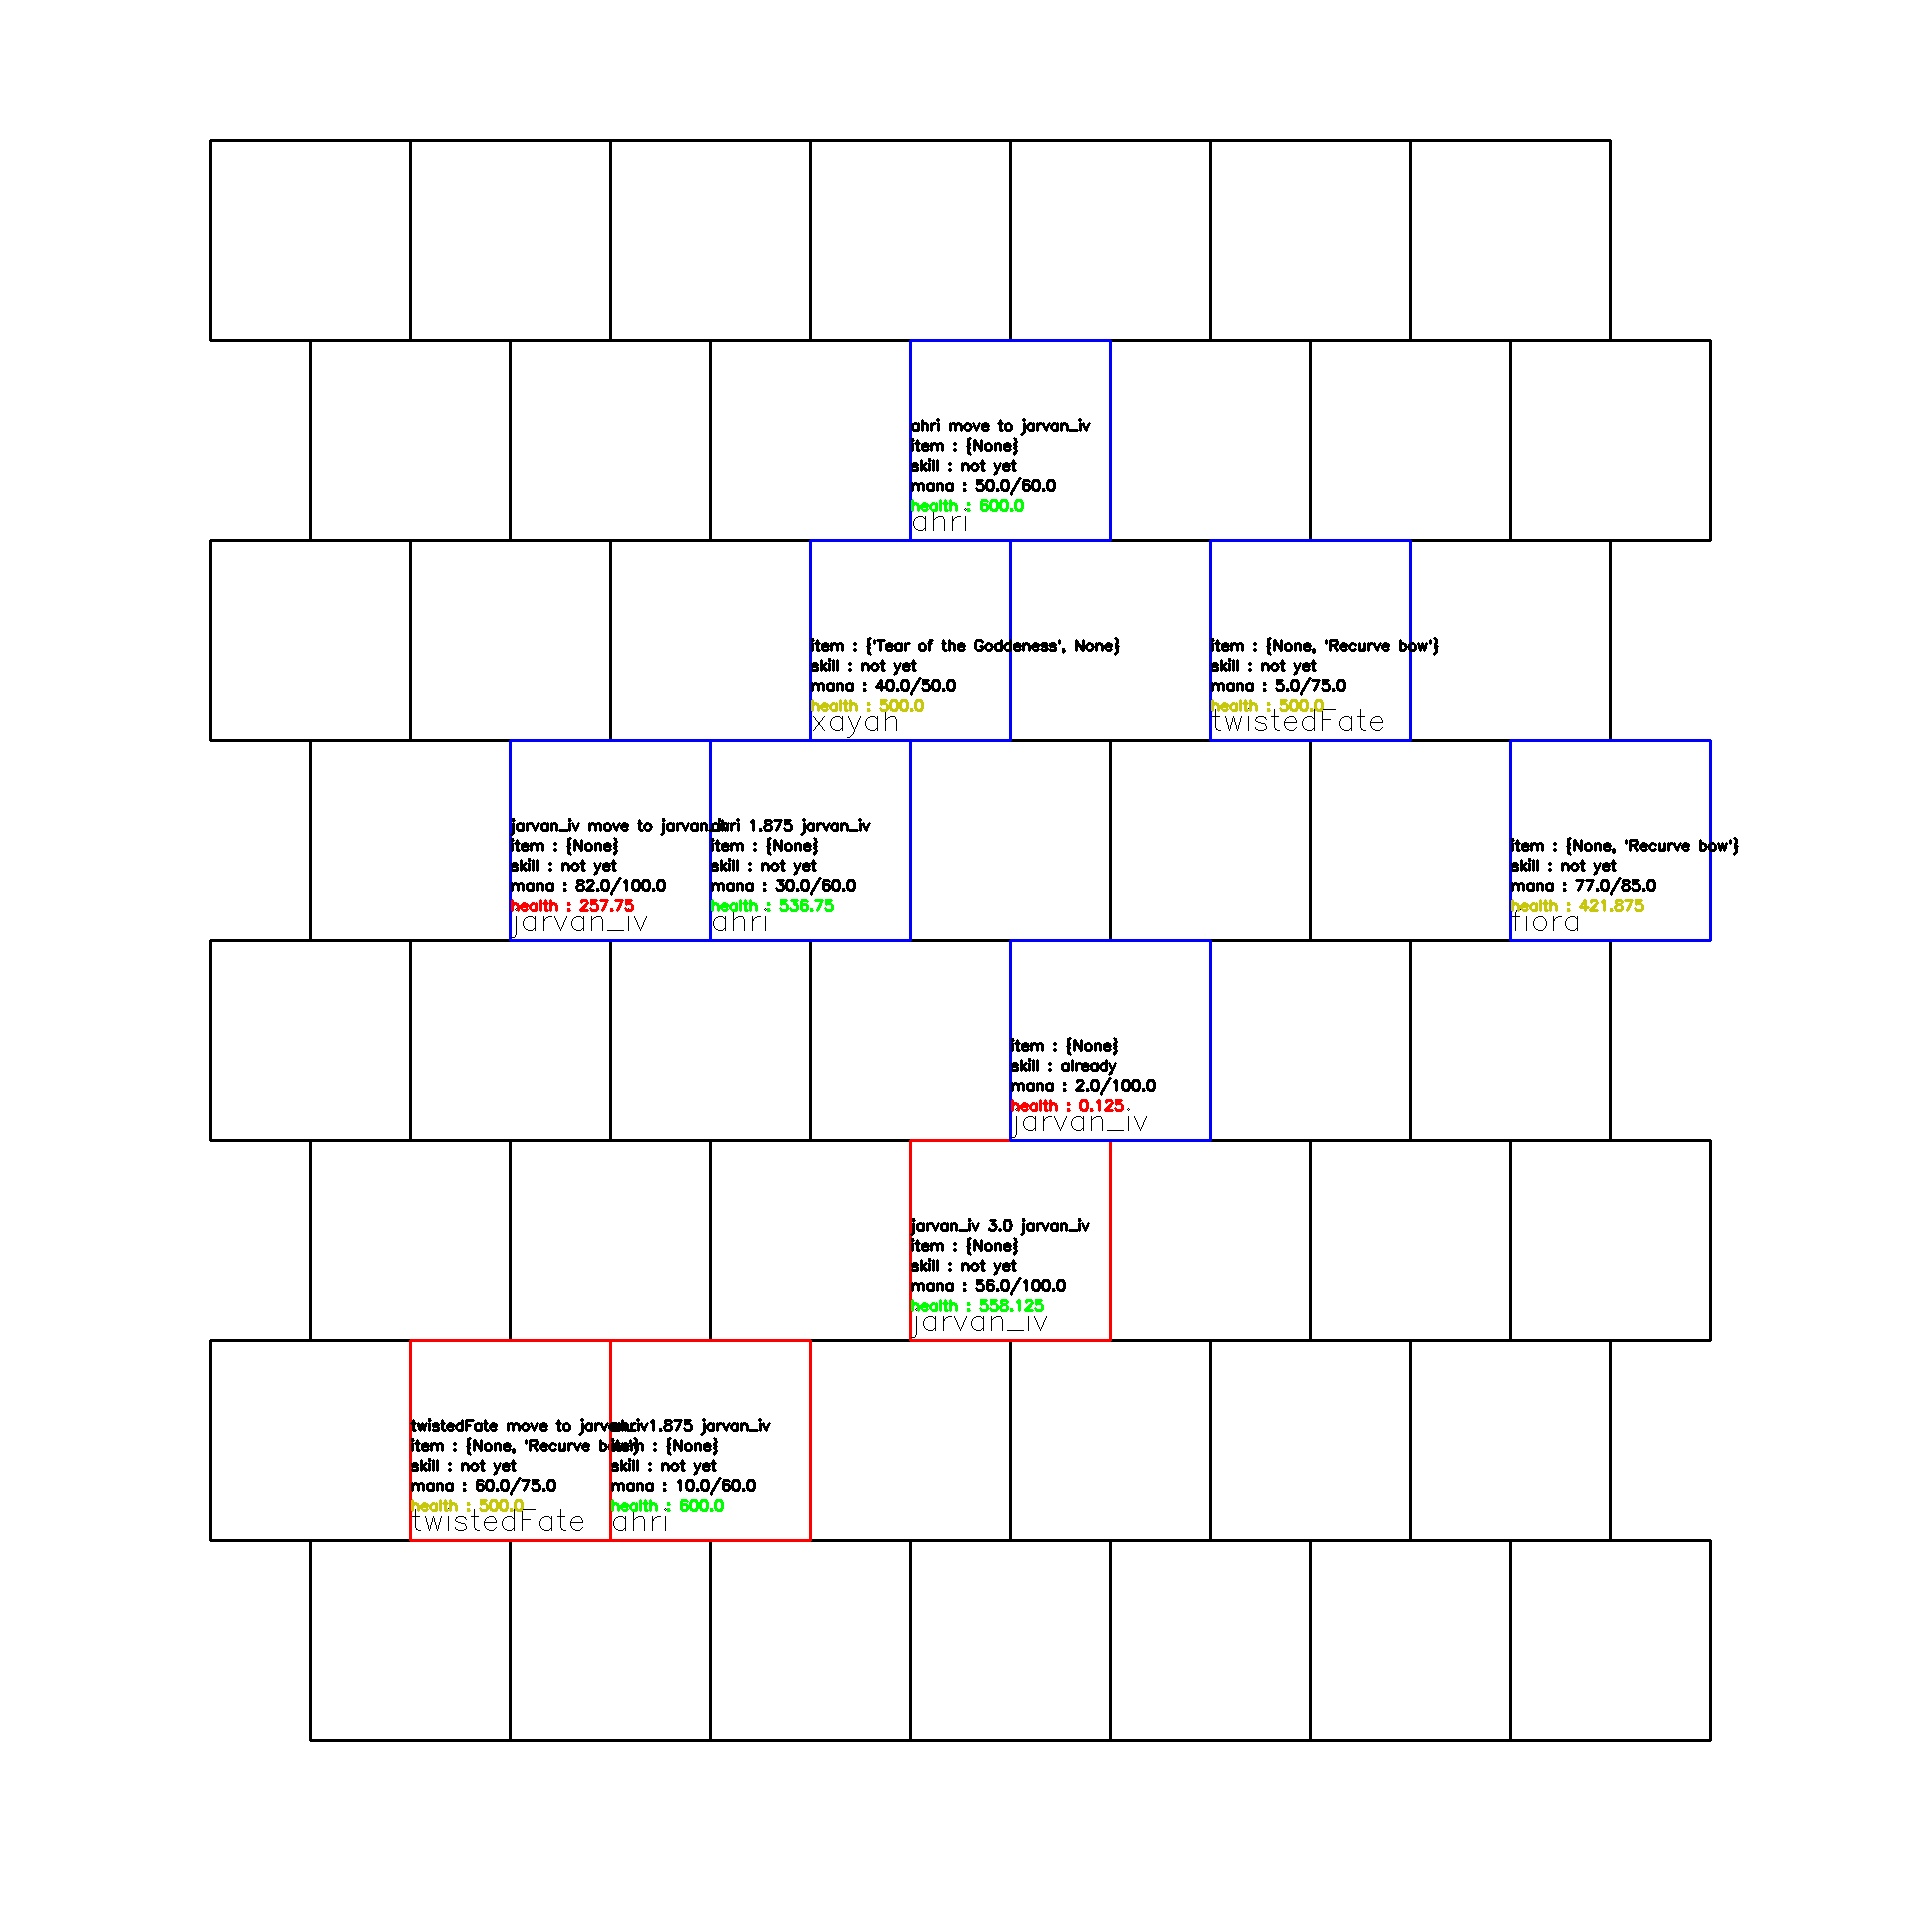 ahri move to jarvan_iv
item : {None}
skill : not yet
mana : 50.0/60.0
health : 600.0
ahri
item : {'Tear of the Goddeness', None}
skill : not yet
mana : 40.0/50.0
health : 500.0
xayah
item : {None, 'Recurve bow'}
skill : not yet
mana : 5.0/75.0
health : 500.0
twistedFate
jarvan_iv move to jarvan_iv
item : {None}
skill : not yet
mana : 82.0/100.0
health : 257.75
jarvan_iv
ahri 1.875 jarvan_iv
item : {None}
skill : not yet
mana : 30.0/60.0
health : 536.75
ahri
item : {None, 'Recurve bow'}
skill : not yet
mana : 77.0/85.0
health : 421.875
fiora
item : {None}
skill : already
mana : 2.0/100.0
health : 0.125
jarvan_iv
jarvan_iv 3.0 jarvan_iv
item : {None}
skill : not yet
mana : 56.0/100.0
health : 558.125
jarvan_iv
twistedFate move to jarvan_iv
item : {None, 'Recurve bow'}
skill : not yet
mana : 60.0/75.0
health : 500.0
twistedFate
ahri 1.875 jarvan_iv
item : {None}
skill : not yet
mana : 10.0/60.0
health : 600.0
ahri